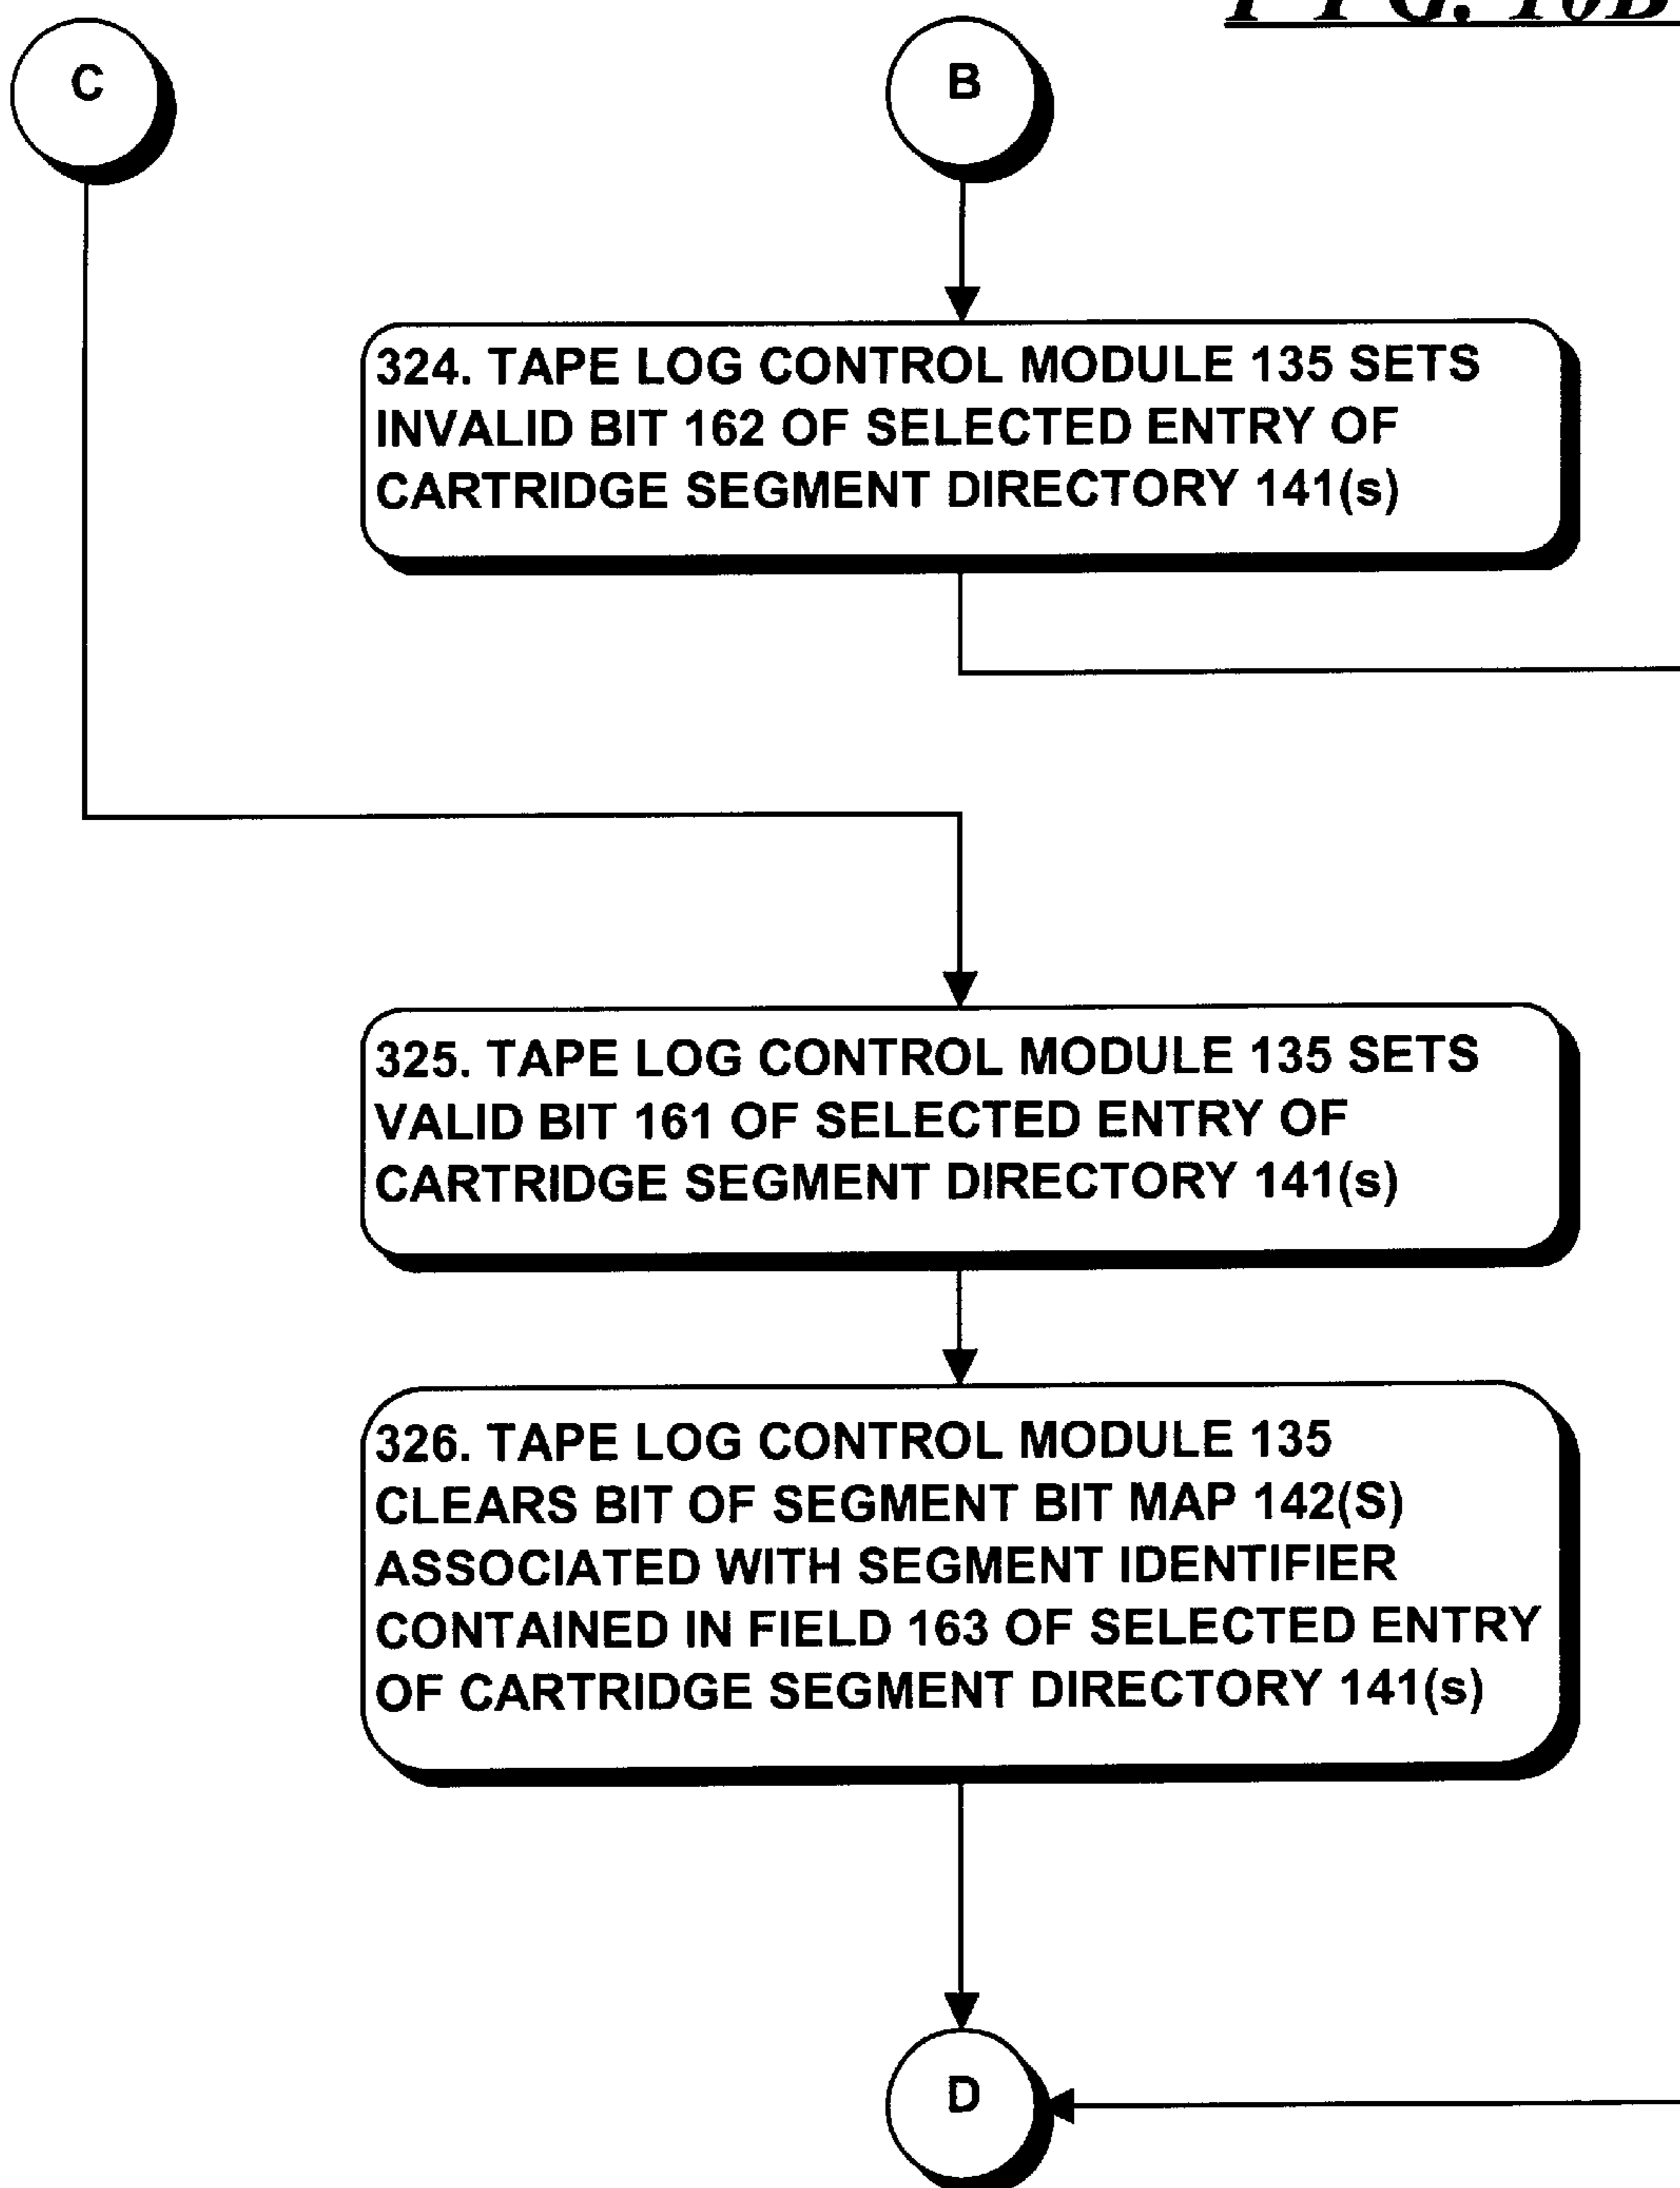 C
B
324. TAPE LOG CONTROL MODULE 135 SETS
INVALID BIT 162 OF SELECTED ENTRY OF
CARTRIDGE SEGMENT DIRECTORY 141(s)
325. TAPE LOG CONTROL MODULE 135 SETS
VALID BIT 161 OF SELECTED ENTRY OF
CARTRIDGE SEGMENT DIRECTORY 141(s)
326. TAPE LOG CONTROL MODULE 135
CLEARS BIT OF SEGMENT BIT MAP 142(S)
ASSOCIATED WITH SEGMENT IDENTIFIER
CONTAINED IN FIELD 163 OF SELECTED ENTRY
OF CARTRIDGE SEGMENT DIRECTORY 141(s)
D